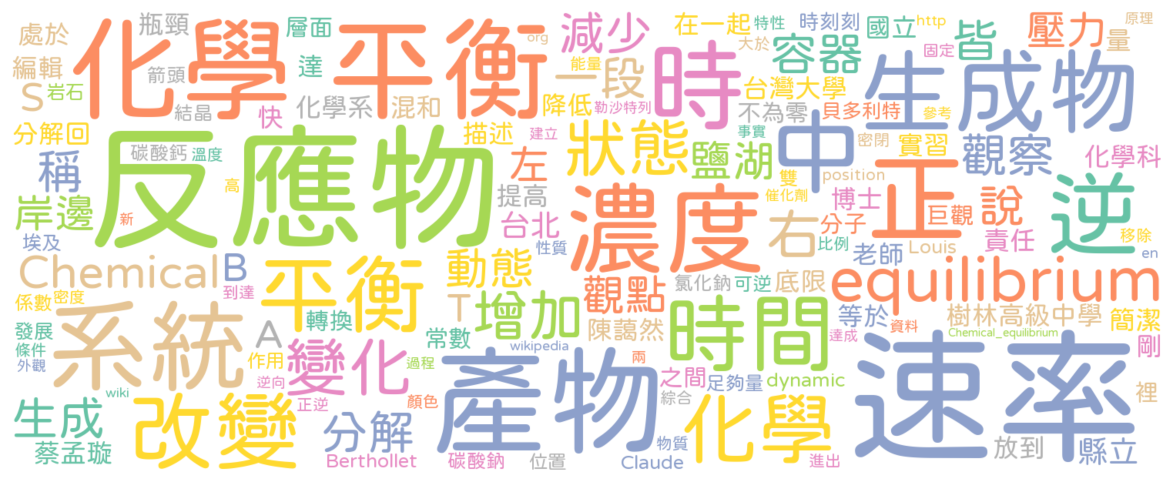 化學平衡
反應物
速率
產物
濃度
系統
生成物
時間
正
逆
中
時
平衡
改變
化學
equilibrium
變化
狀態
增加
Chemical
容器
減少
一段
觀察
壓力
皆
量
原理
處於
瓶頸
層面
編輯
箭頭
達
org
能量
在一起
特性
時刻刻
國立
http
大於
固定
S
岩石
結晶
快
化學系
混和
降低
勒沙特列
台灣大學
不為零
貝多利特
參考
分解回
碳酸鈣
溫度
描述
建立
事實
密閉
實習
化學科
稱
高
左
鹽湖
雙
position
催化劑
博士
岸邊
新
提高
台北
右
分子
巨觀
說
責任
移除
埃及
性質
比例
老師
Louis
en
B
動態
T
觀點
氯化鈉
可逆
底限
係數
密度
到達
發展
條件
外觀
A
轉換
常數
陳藹然
等於
樹林高級中學
簡潔
資料
Chemical_equilibrium
剛
作用
過程
wikipedia
兩
之間
達成
足夠量
dynamic
逆向
wiki
正逆
顏色
綜合
裡
生成
分解
蔡孟璇
Berthollet
碳酸鈉
位置
物質
Claude
進出
放到
縣立